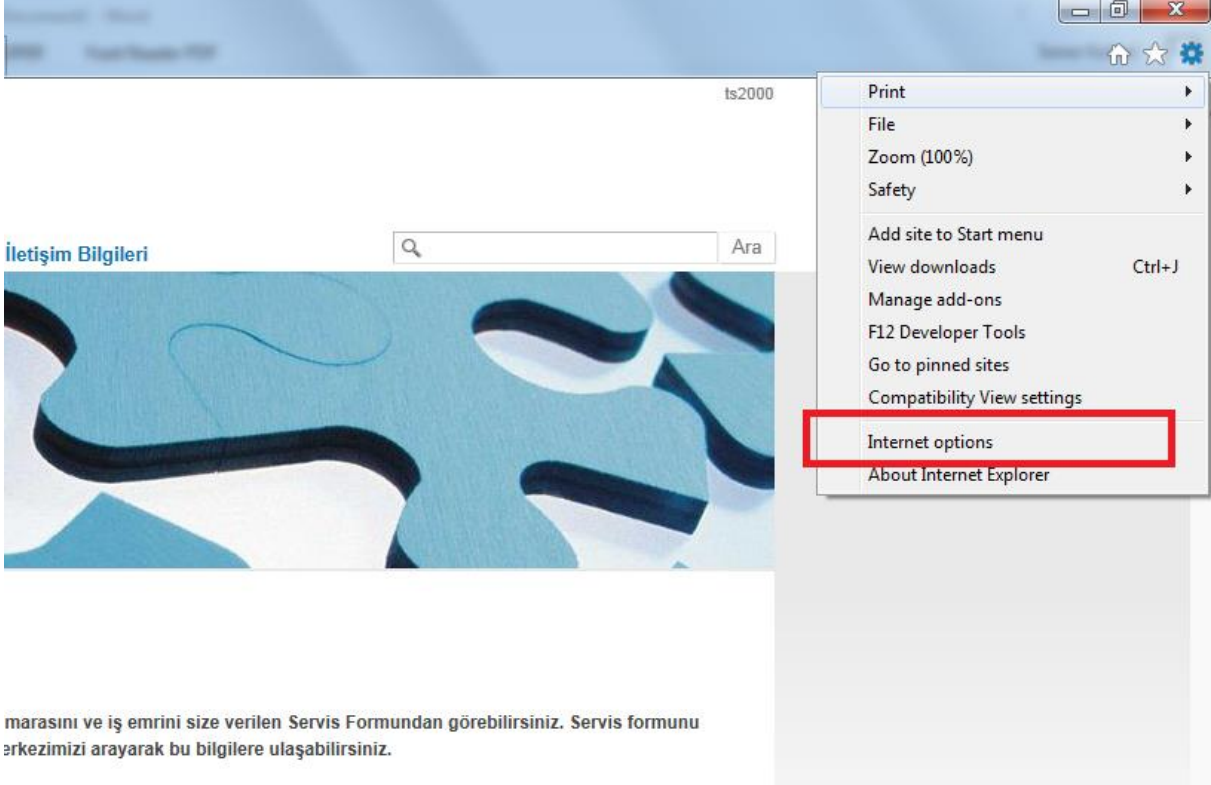 ts2000
İletişim Bilgileri
Ara
Print
File
Zoom (100%)
Safety
Add site to Start menu
View downloads Ctrl+J
Manage add-ons
F12 Developer Tools
Go to pinned sites
Compatibility View settings
Internet options
About Internet Explorer
marasını ve iş emrini size verilen Servis Formundan görebilirsiniz. Servis formunu
erkezimizi arayarak bu bilgilere ulaşabilirsiniz.